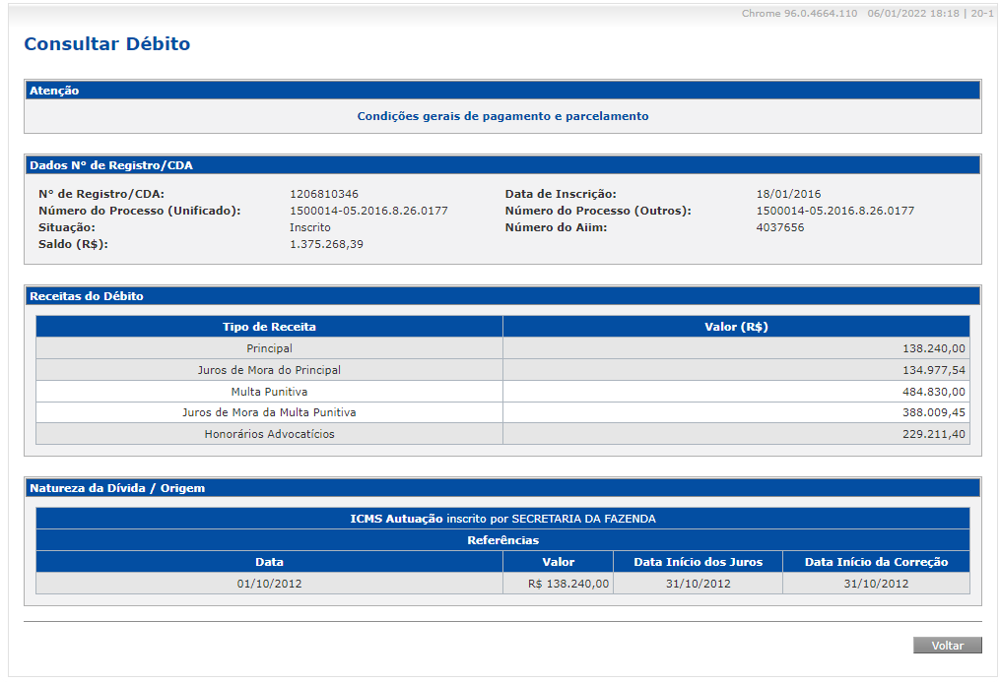 Chrome 96.0.4664.110 06/01/2022 18:18 | 20-1
Consultar Débito
Atenção
Condições gerais de pagamento e parcelamento
Dados Nº de Registro/CDA
Nº de Registro/CDA: 1206810346 Data de Inscrição: 18/01/2016
Número do Processo (Unificado): 1500014-05.2016.8.26.0177 Número do Processo (Outros): 1500014-05.2016.8.26.0177
Situação: Inscrito Número do Aiim: 4037656
Saldo (R$): 1.375.268,39
Receitas do Débito
Tipo de Receita Valor (R$)
Principal 138.240,00
Juros de Mora do Principal 134.977,54
Multa Punitiva 484.830,00
Juros de Mora da Multa Punitiva 388.009,45
Honorários Advocatícios 229.211,40
Natureza da Dívida / Origem
ICMS Autuação inscrito por SECRETARIA DA FAZENDA
Referências
Data Valor Data Início dos Juros Data Início da Correção
01/10/2012 R$ 138.240,00 31/10/2012 31/10/2012
Voltar